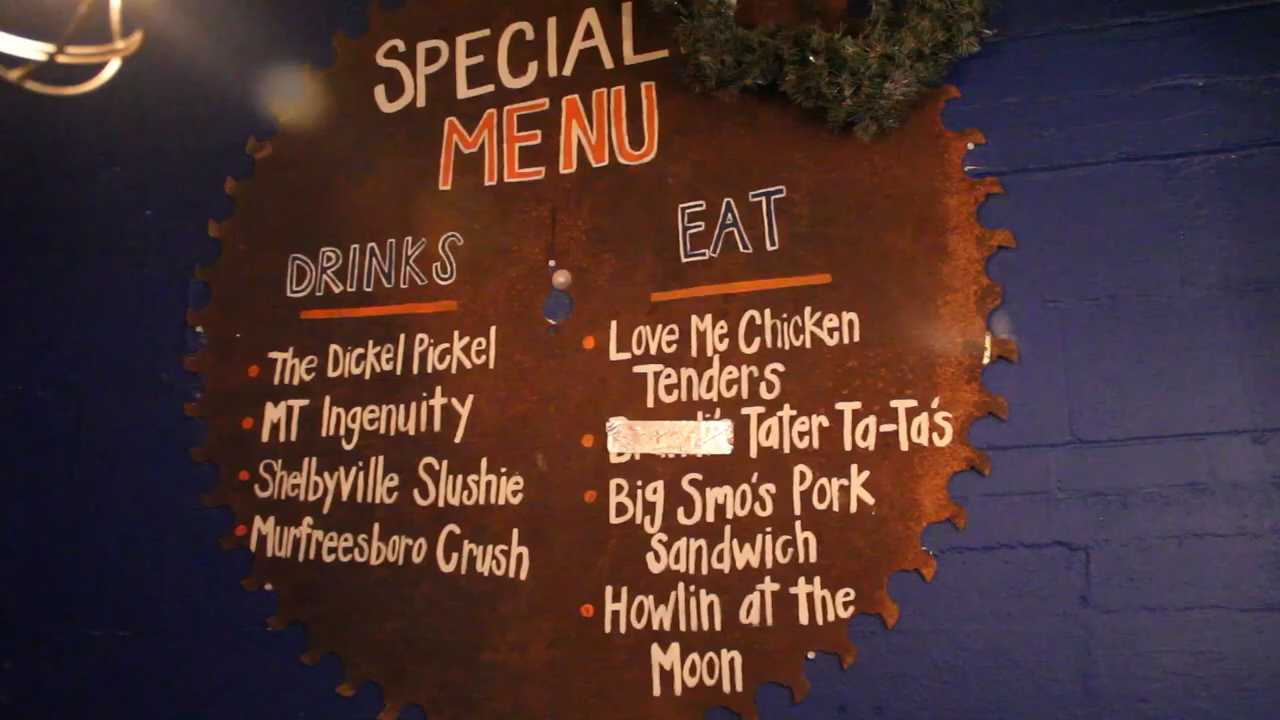 SPECIAL
MENU
DRINKS
The Dickel Pickel
MT Ingenuity
Shelbyville Slushie
Murfreesboro Crush
EAT
Love Me Chicken
Tenders
Tater Ta-Ta's
Big Smo's Pork
Sandwich
Howlin at the
Moon